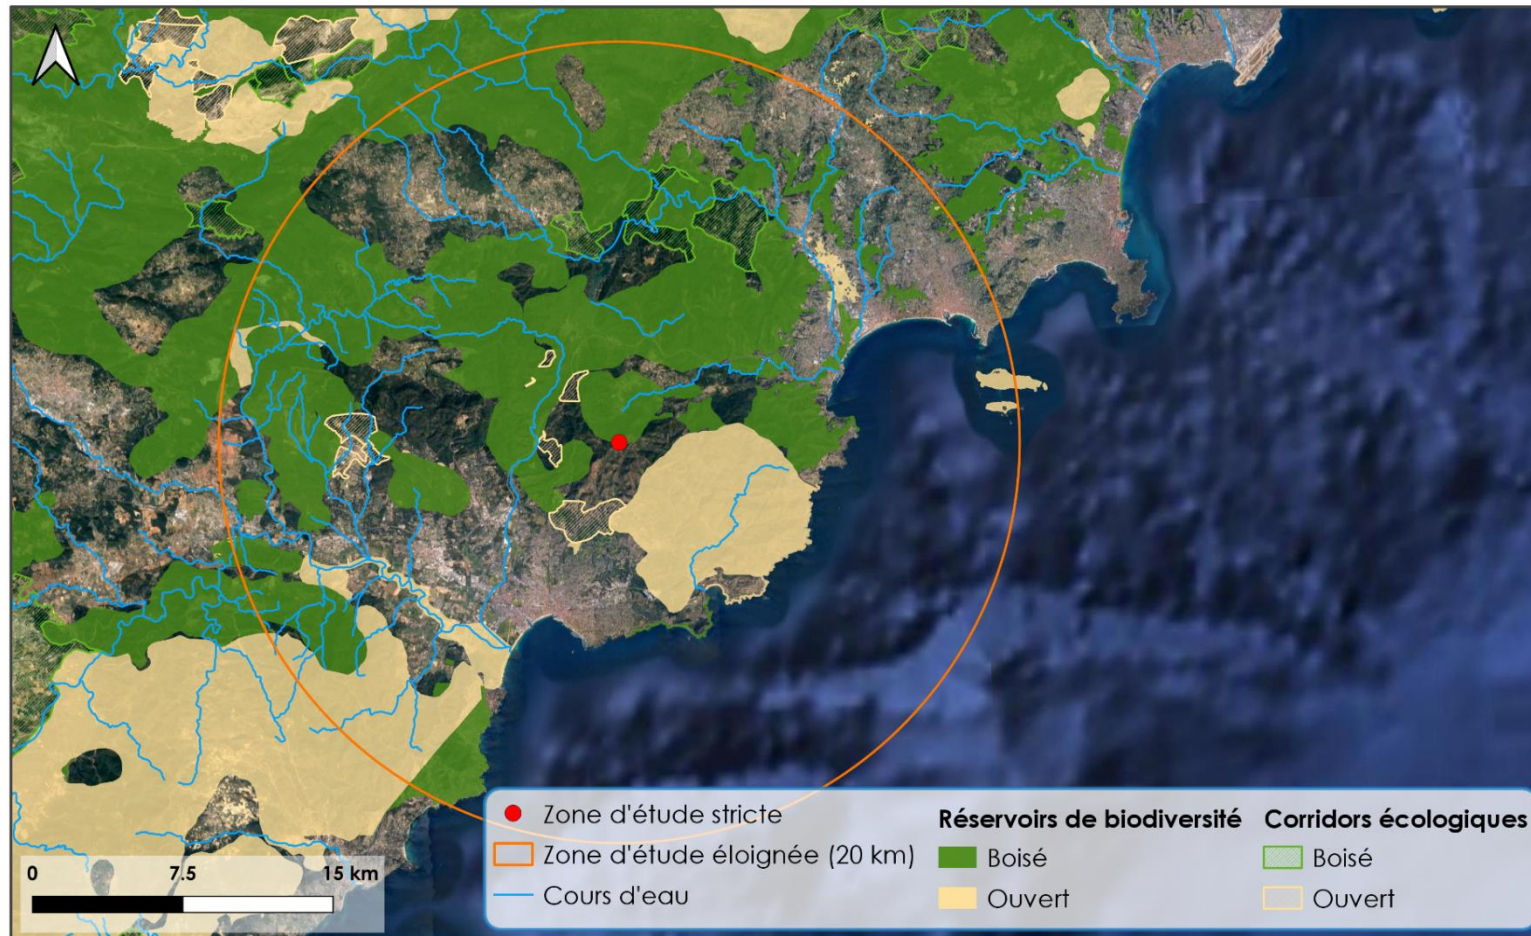 Zone d'étude stricte
Zone d'étude éloignée (20 km)
Cours d'eau
Réservoirs de biodiversité
Boisé
Ouvert
Corridors écologiques
Boisé
Ouvert
0 7.5 15 km